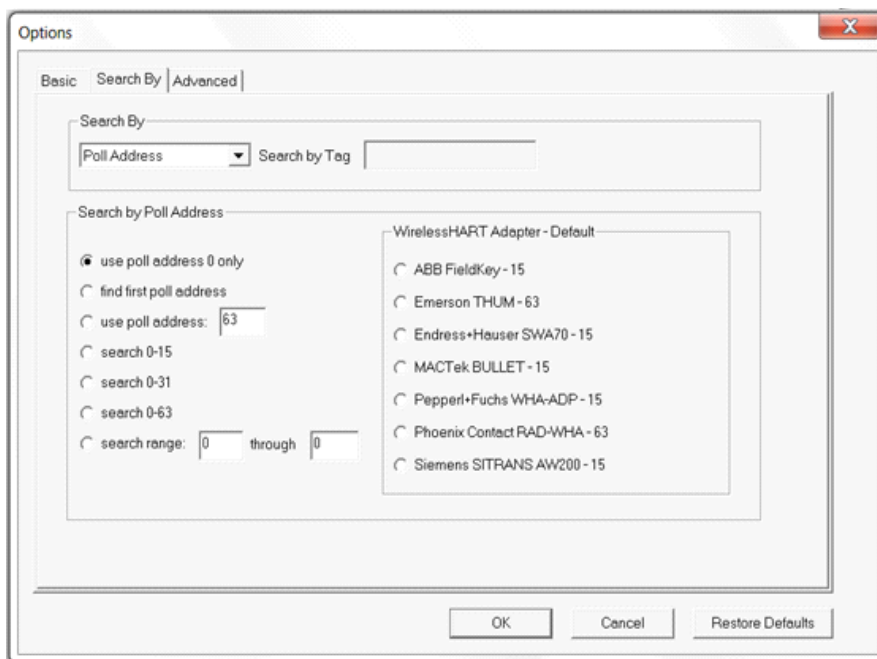 Options
X
Basic Search By Advanced
Search By
Poll Address Search by Tag
Search by Poll Address
use poll address 0 only
find first poll address
use poll address: 63
search 0-15
search 0-31
search 0-63
search range: 0 through 0
WirelessHART Adapter - Default
ABB FieldKey - 15
Emerson THUM - 63
Endress+Hauser SWA70 - 15
MACTek BULLET - 15
Pepperl+Fuchs WHA-ADP - 15
Phoenix Contact RAD-WHA - 63
Siemens SITRANS AW200 - 15
OK Cancel Restore Defaults